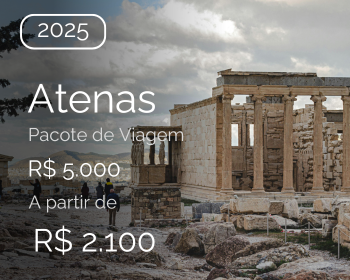 2025
Atenas
Pacote de Viagem
R$ 5.000
A partir de
R$ 2.100